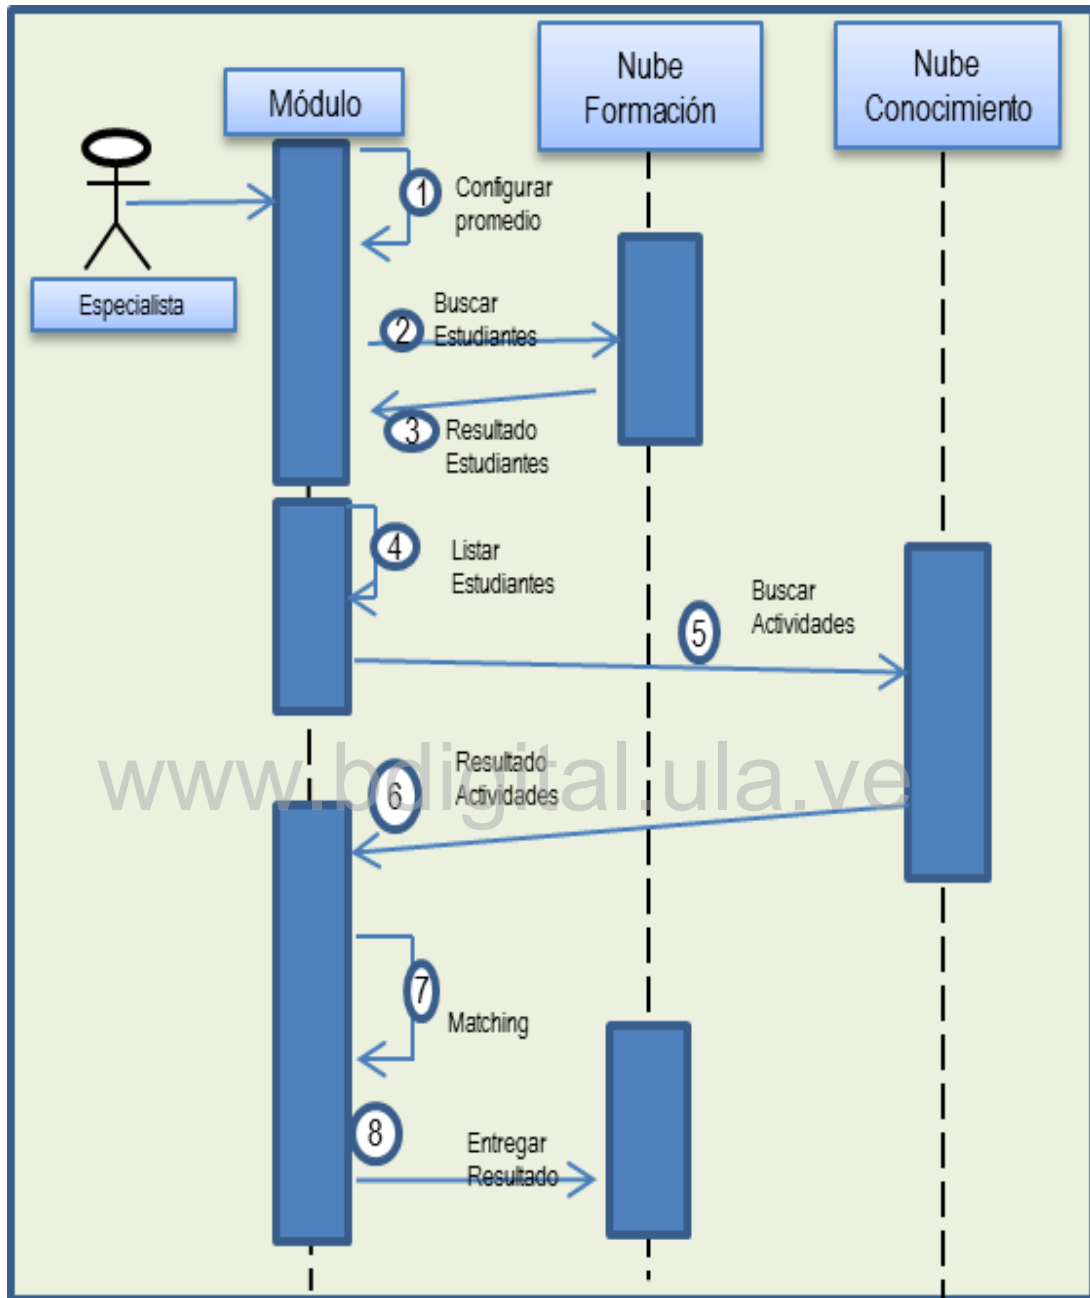 Nube
Formación
Nube
Conocimiento
Módulo
Especialista
1
Configurar
promedio
2
Buscar
Estudiantes
3
Resultado
Estudiantes
4
Listar
Estudiantes
5
Buscar
Actividades
www.bdigital.ula.ve
6
Resultado
Actividades
7
Matching
8
Entregar
Resultado